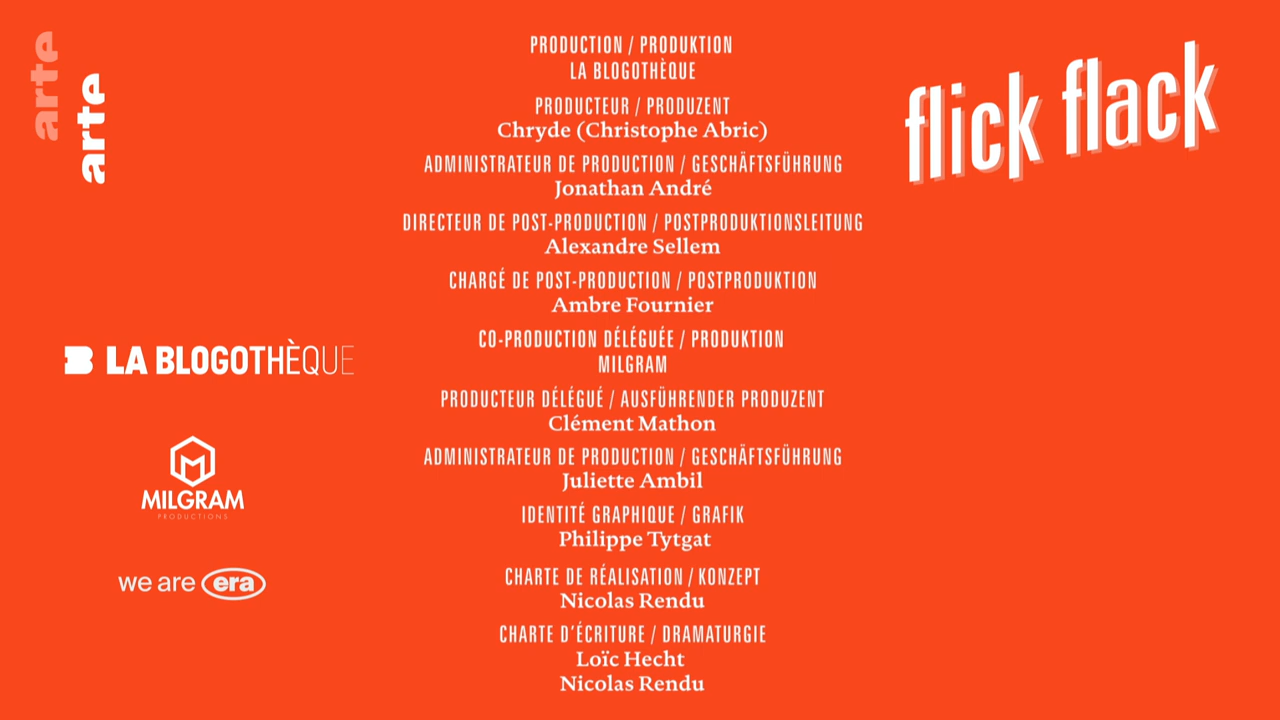 arte
arte
PRODUCTION / PRODUKTION
LA BLOGOTHÈQUE
PRODUCTEUR / PRODUZENT
Chryde (Christophe Abric)
ADMINISTRATEUR DE PRODUCTION / GESCHÄFTSFÜHRUNG
Jonathan André
DIRECTEUR DE POST-PRODUCTION / POSTPRODUKTIONSLEITUNG
Alexandre Sellem
CHARGÉ DE POST-PRODUCTION / POSTPRODUKTION
Ambre Fournier
CO-PRODUCTION DÉLÉGUÉE / PRODUKTION
MILGRAM
PRODUCTEUR DÉLÉGUÉ / AUSFÜHRENDER PRODUZENT
Clément Mathon
ADMINISTRATEUR DE PRODUCTION / GESCHÄFTSFÜHRUNG
Juliette Ambil
IDENTITÉ GRAPHIQUE / GRAFIK
Philippe Tytgat
CHARTE DE RÉALISATION / KONZEPT
Nicolas Rendu
CHARTE D'ÉCRITURE / DRAMATURGIE
Loïc Hecht
Nicolas Rendu
flick flack
LA BLOGOTHÈQUE
MILGRAM
PRODUCTIONS
we are era